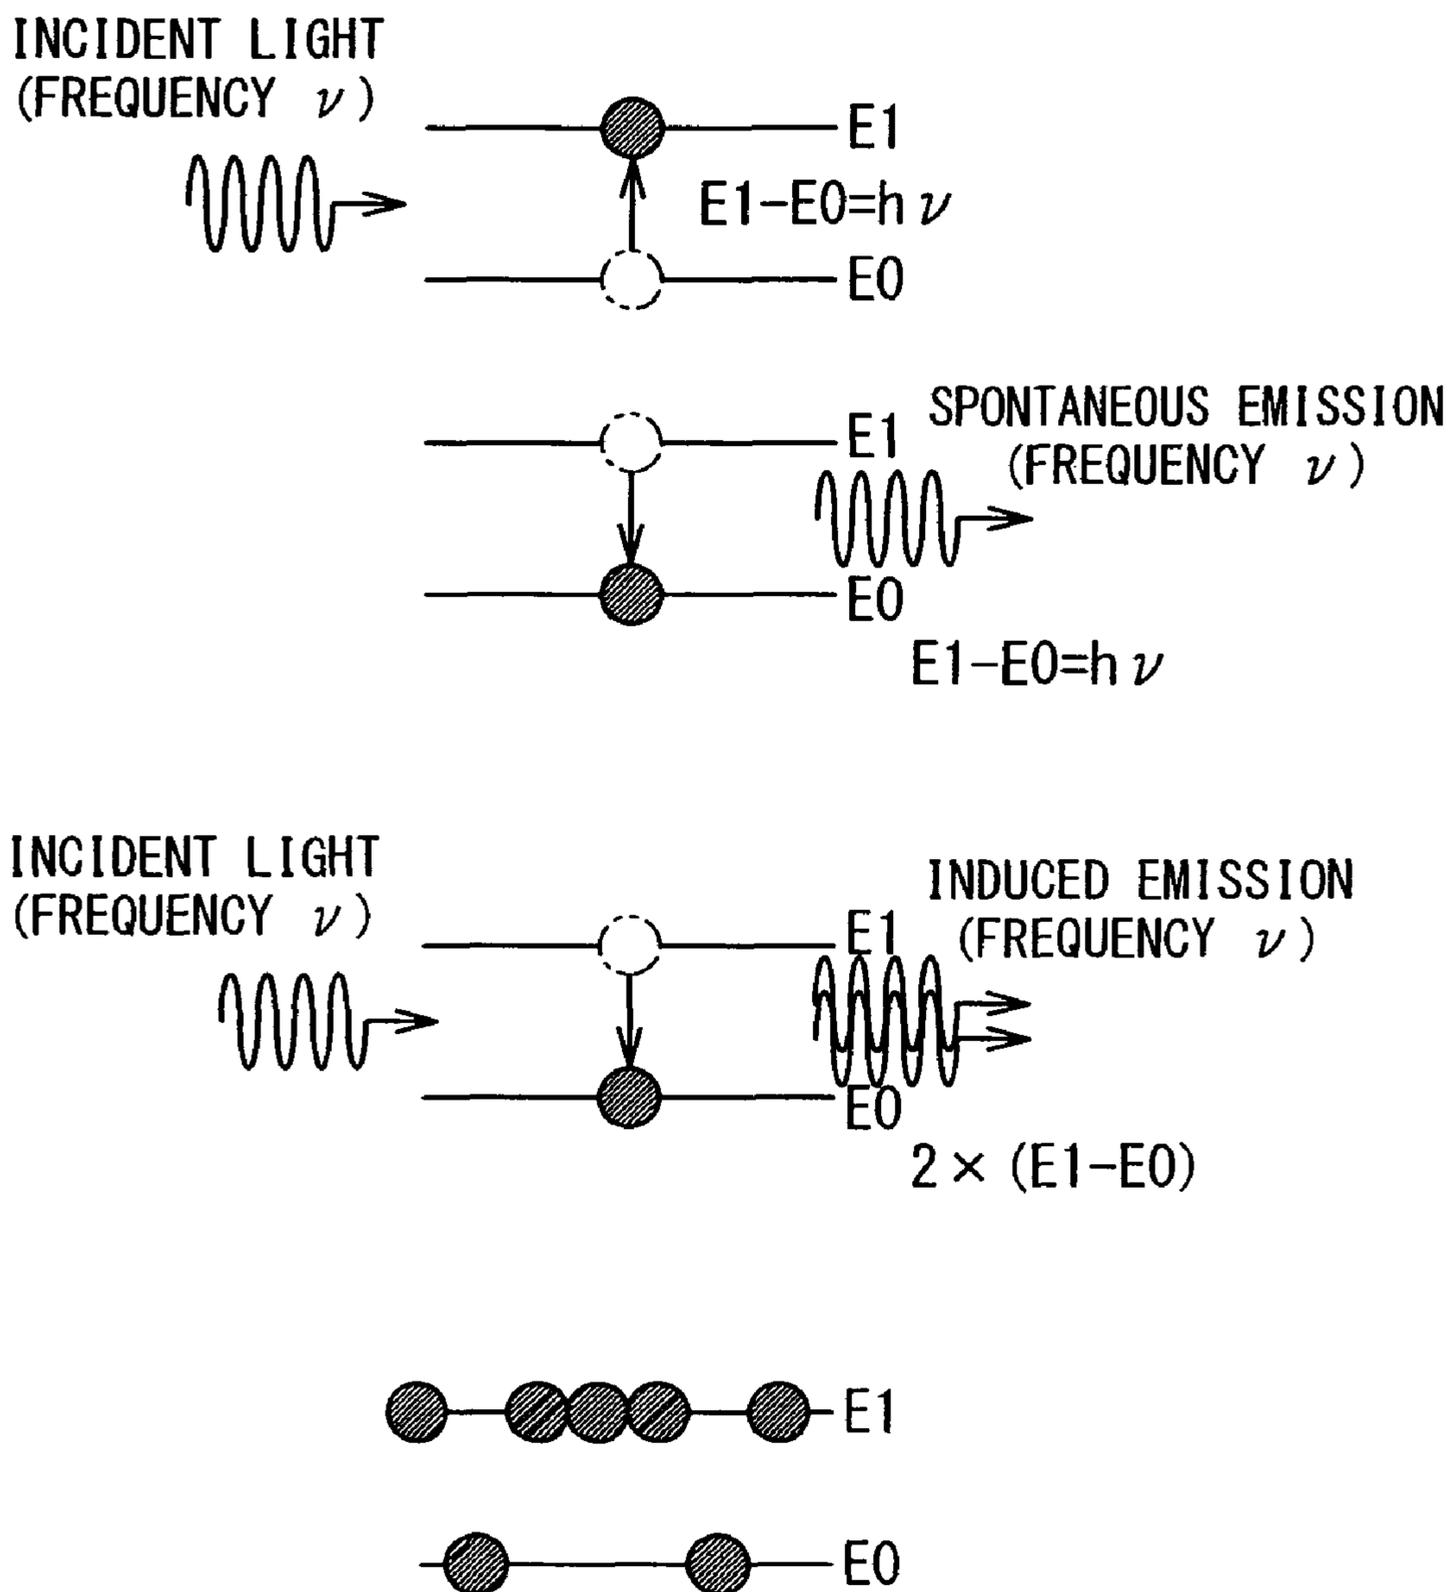 INCIDENT LIGHT
(FREQUENCY ν)
E1
E1-E0=hν
E0
E1
SPONTANEOUS EMISSION
(FREQUENCY ν)
E0
E1-E0=hν
INCIDENT LIGHT
(FREQUENCY ν)
INDUCED EMISSION
(FREQUENCY ν)
E1
E0
2×(E1-E0)
E1
E0